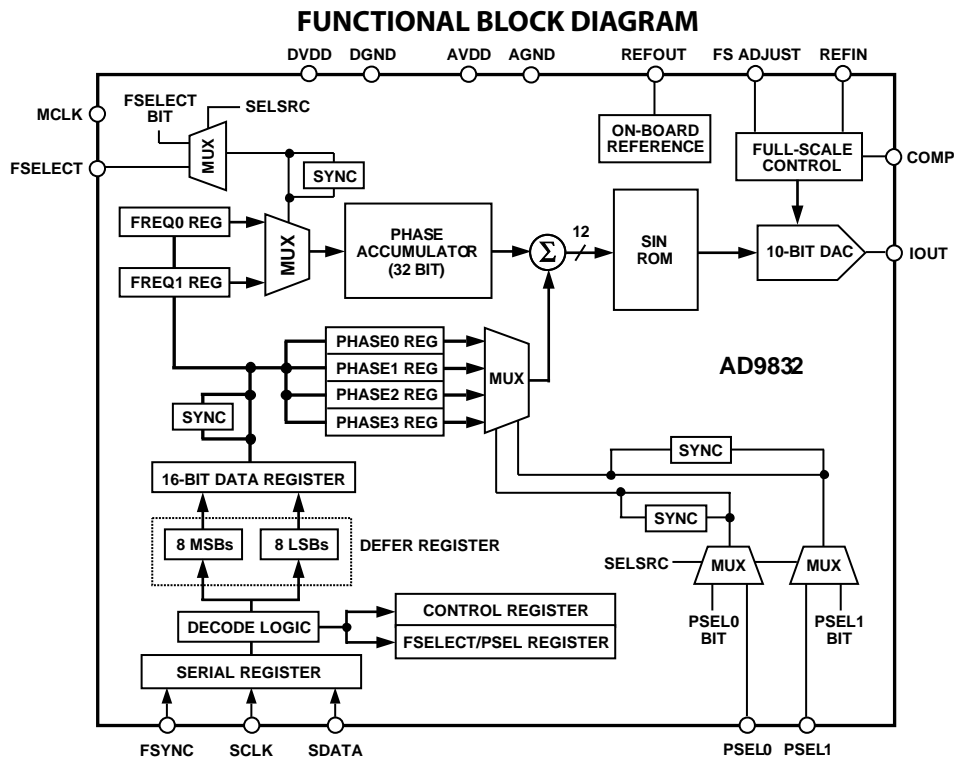 FUNCTIONAL BLOCK DIAGRAM
DVDD
DGND
AVDD
AGND
REFOUT
FS ADJUST
REFIN
MCLK
FSELECT
BIT
SELSRC
FSELECT
MUX
SYNC
ON-BOARD
REFERENCE
FULL-SCALE
CONTROL
COMP
FREQ0 REG
FREQ1 REG
MUX
PHASE
ACCUMULATOR
(32 BIT)
Σ
12
SIN
ROM
10-BIT DAC
IOUT
PHASE0 REG
PHASE1 REG
PHASE2 REG
PHASE3 REG
MUX
AD9832
SYNC
SYNC
SYNC
16-BIT DATA REGISTER
8 MSBs
8 LSBs
DEFER REGISTER
SELSRC
MUX
MUX
PSEL0
BIT
PSEL1
BIT
DECODE LOGIC
CONTROL REGISTER
FSELECT/PSEL REGISTER
SERIAL REGISTER
FSYNC
SCLK
SDATA
PSEL0
PSEL1